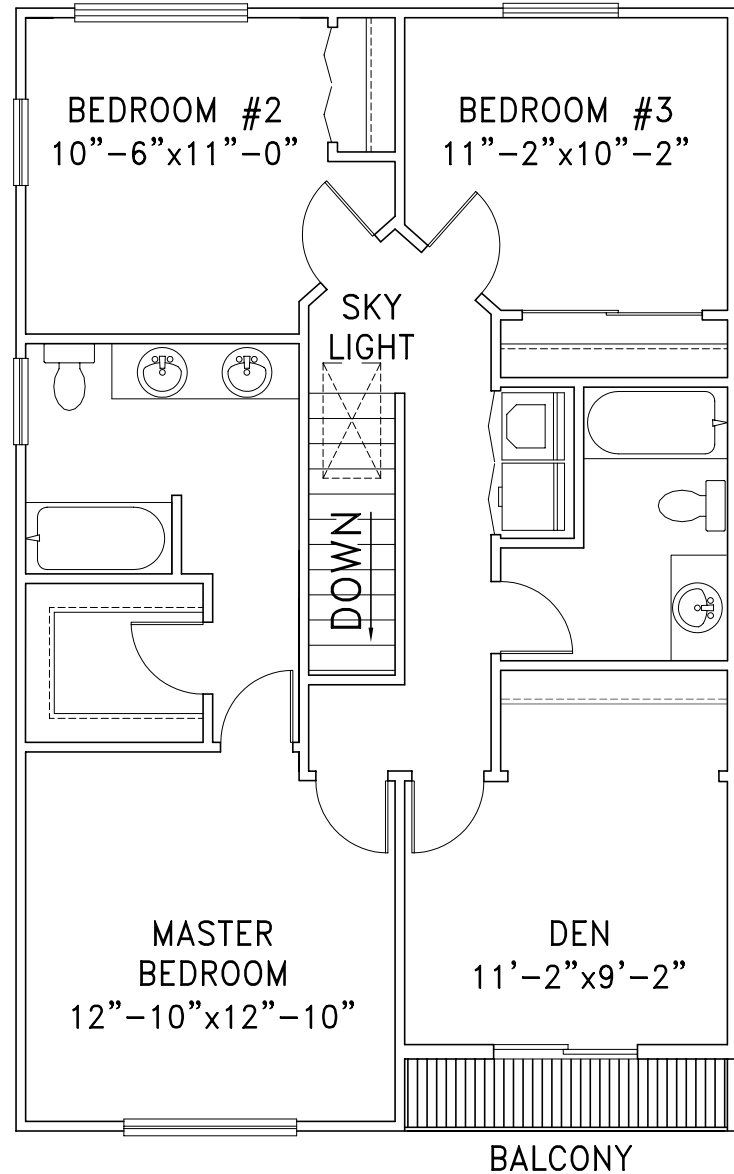 BEDROOM #2
10”-6”x11”-0”
BEDROOM #3
11”-2”x10”-2”
SKY
LIGHT
DOWN
MASTER
BEDROOM
12”-10”x12”-10”
DEN
11’-2”x9’-2”
BALCONY